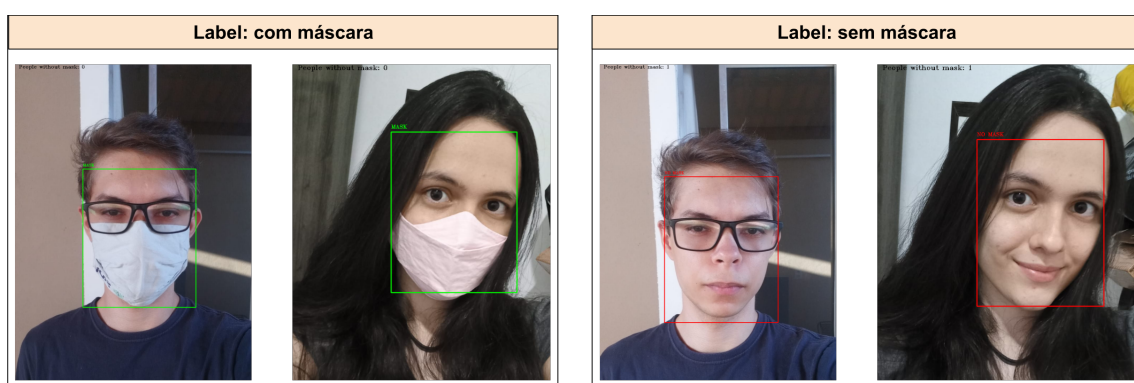 Label: com máscara
People without mask: 0
MASK
People without mask: 0
MASK
Label: sem máscara
People without mask: 1
People without mask: 1
NO MASK